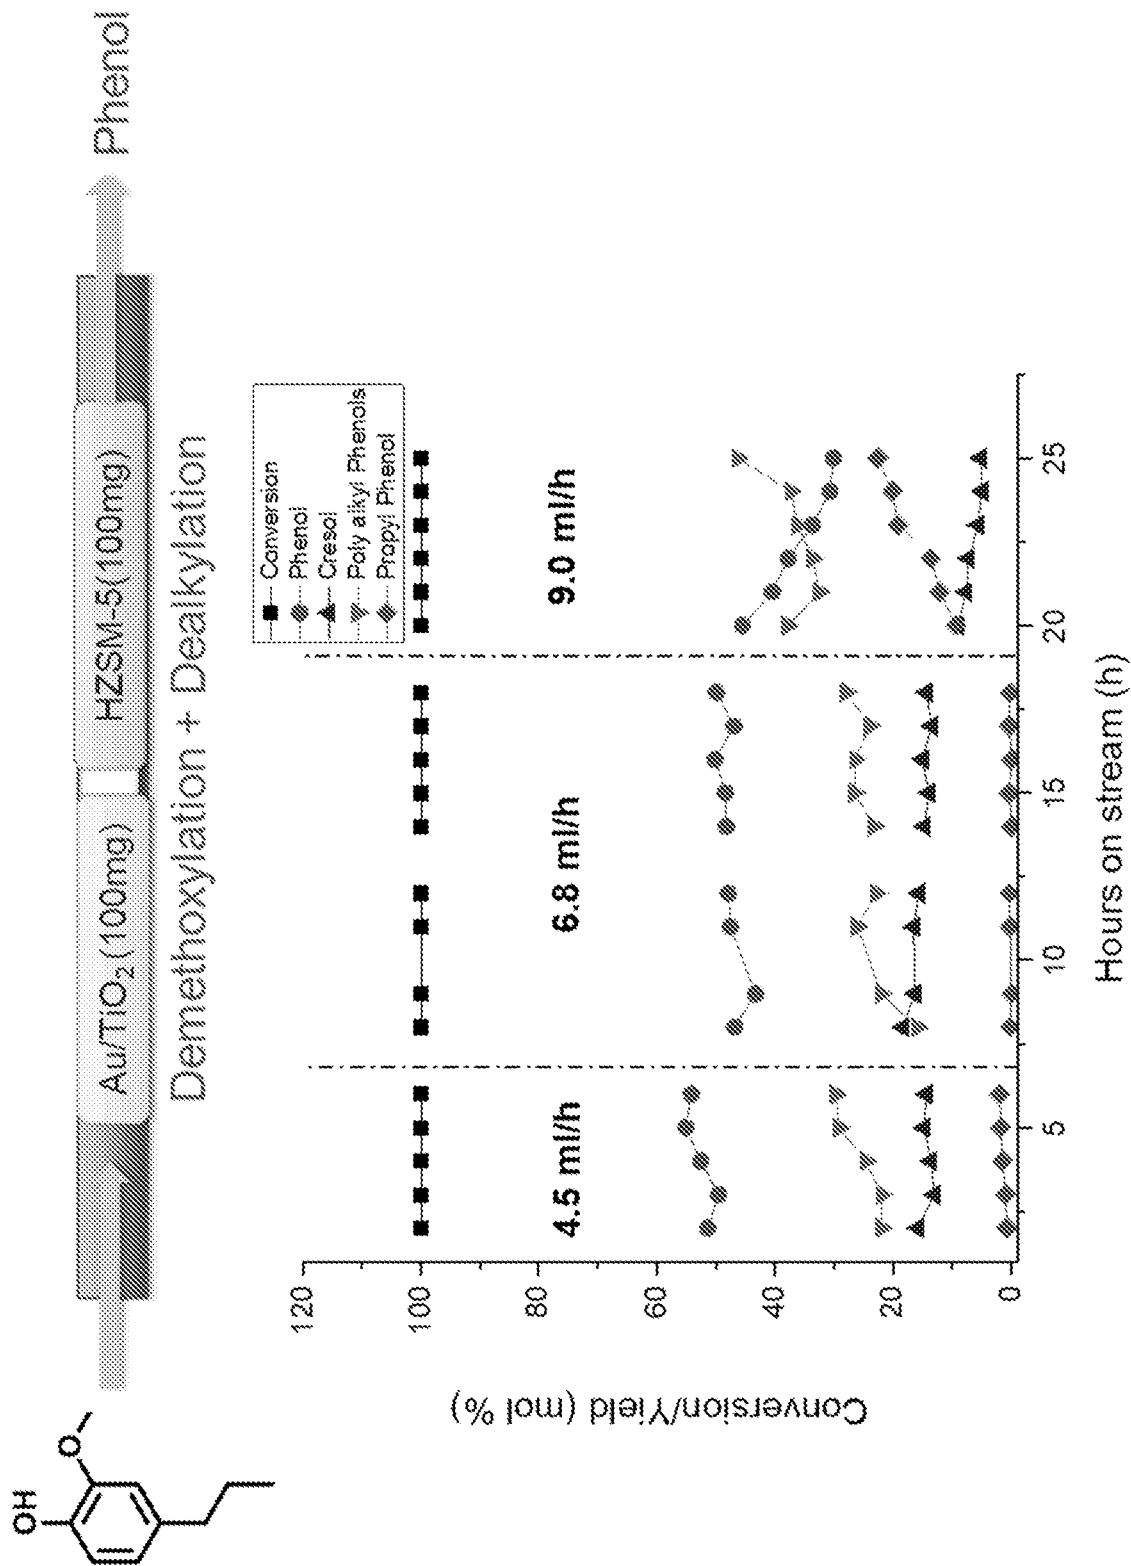 OH
O
Au/TiO₂ (100mg)
HZSM-5(100mg)
Phenol
Demethoxylation + Dealkylation
Conversion
Phenol
Cresol
Poly alkyl Phenols
Propyl Phenol
4.5 ml/h
6.8 ml/h
9.0 ml/h
Conversion/Yield (mol %)
120
100
80
60
40
20
0
5
10
15
20
25
Hours on stream (h)